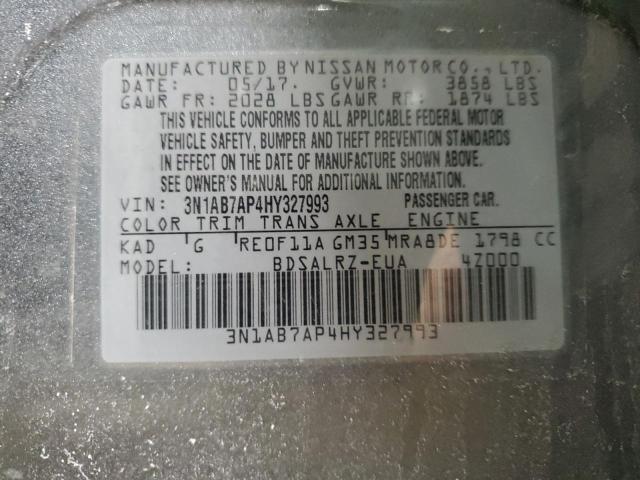 MANUFACTURED BY NISSAN MOTOR CO., LTD.
DATE: 05/17. GVWR: 3858 LBS
GAWR FR: 2028 LBS GAWR RR: 1874 LBS
THIS VEHICLE CONFORMS TO ALL APPLICABLE FEDERAL MOTOR
VEHICLE SAFETY, BUMPER AND THEFT PREVENTION STANDARDS
IN EFFECT ON THE DATE OF MANUFACTURE SHOWN ABOVE.
SEE OWNER'S MANUAL FOR ADDITIONAL INFORMATION.
VIN: 3N1AB7AP4HY327993 PASSENGER CAR.
COLOR TRIM TRANS AXLE ENGINE
KAD G RE0F11A GM35 MRA8DE 1798 CC
MODEL: BDSALRZ-EUA 4Z000
3N1AB7AP4HY327993